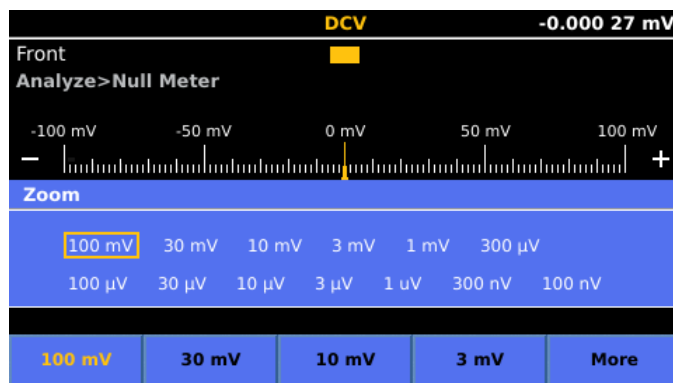 DCV -0.000 27 mV
Front
Analyze>Null Meter
-100 mV -50 mV 0 mV 50 mV 100 mV
− +
Zoom
100 mV 30 mV 10 mV 3 mV 1 mV 300 µV
100 µV 30 µV 10 µV 3 µV 1 uV 300 nV 100 nV
100 mV 30 mV 10 mV 3 mV More